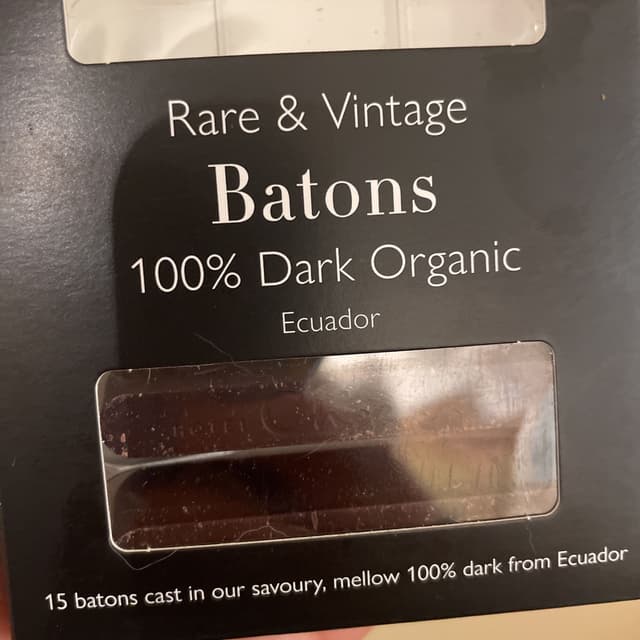 Rare & Vintage
Batons
100% Dark Organic
Ecuador
15 batons cast in our savoury, mellow 100% dark from Ecuador